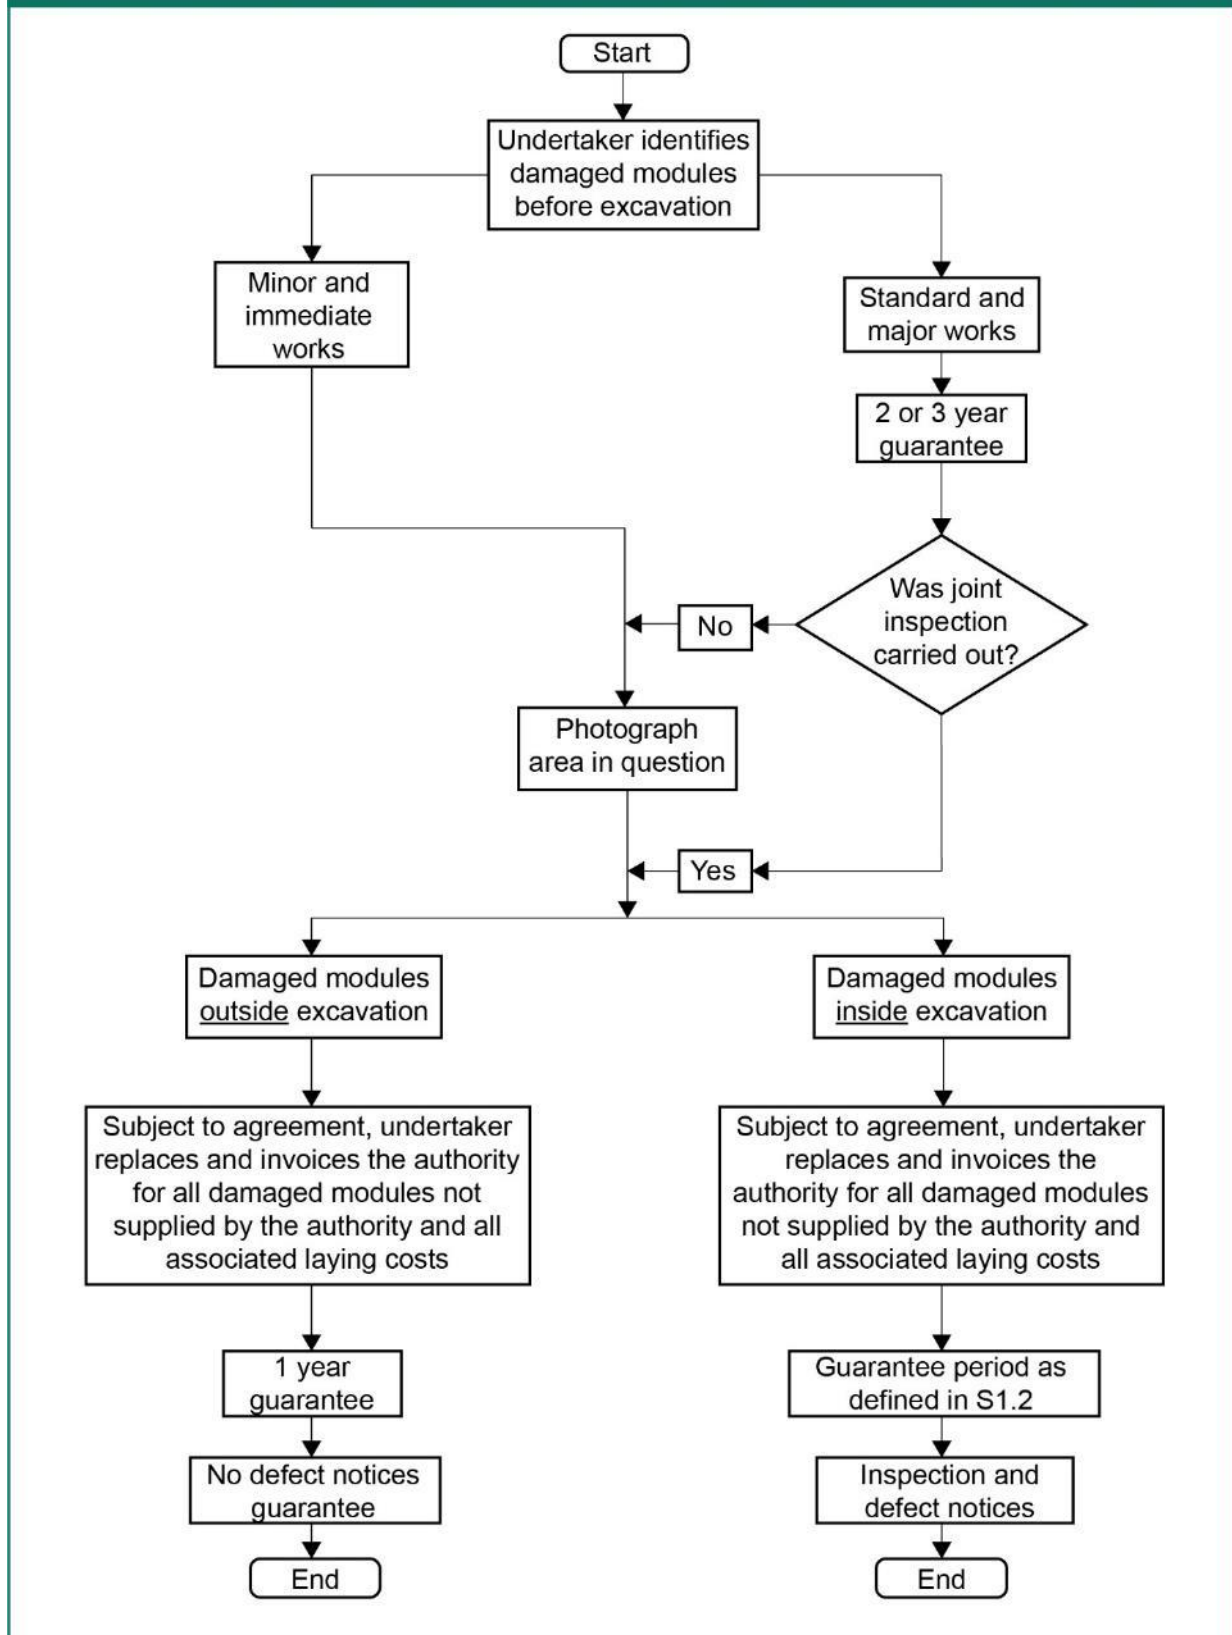 Start
Undertaker identifies
damaged modules
before excavation
Minor and
immediate
works
Standard and
major works
2 or 3 year
guarantee
Was joint
inspection
carried out?
No
Photograph
area in question
Yes
Damaged modules
outside excavation
Damaged modules
inside excavation
Subject to agreement, undertaker
replaces and invoices the authority
for all damaged modules not
supplied by the authority and all
associated laying costs
Subject to agreement, undertaker
replaces and invoices the
authority for all damaged modules
not supplied by the authority and
all associated laying costs
1 year
guarantee
Guarantee period as
defined in S1.2
No defect notices
guarantee
Inspection and
defect notices
End
End